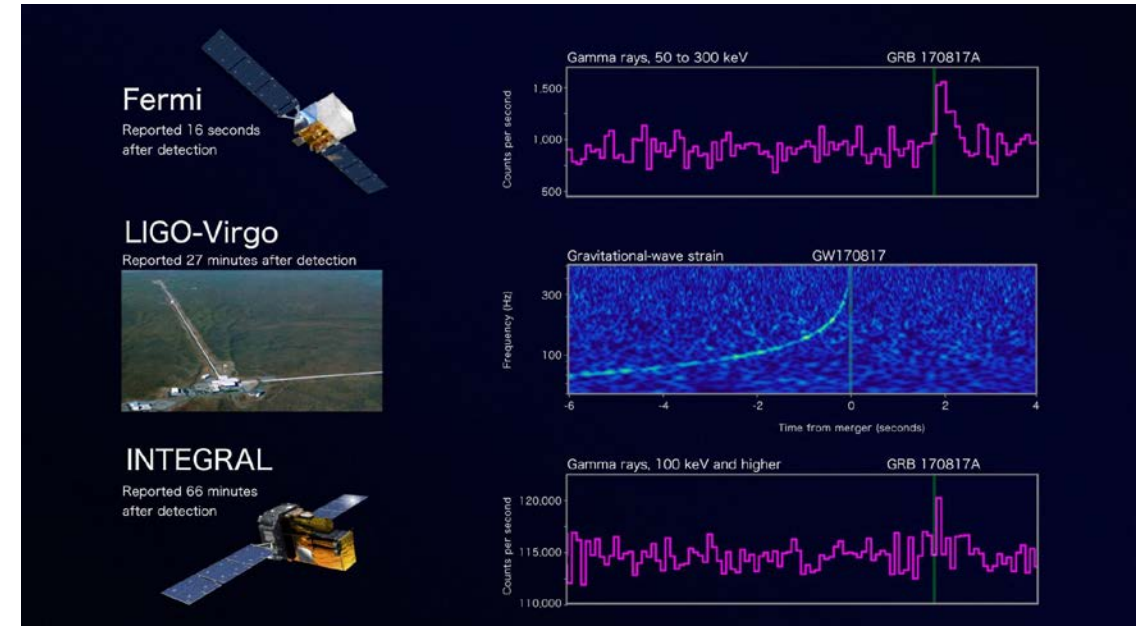 Fermi
Reported 16 seconds
after detection
Gamma rays, 50 to 300 keV
GRB 170817A
Counts per second
1,500
1,000
500
LIGO-Virgo
Reported 27 minutes after detection
Gravitational-wave strain
GW170817
Frequency (Hz)
300
100
-6
-4
-2
0
2
4
Time from merger (seconds)
INTEGRAL
Reported 66 minutes
after detection
Gamma rays, 100 keV and higher
GRB 170817A
Counts per second
120,000
115,000
110,000